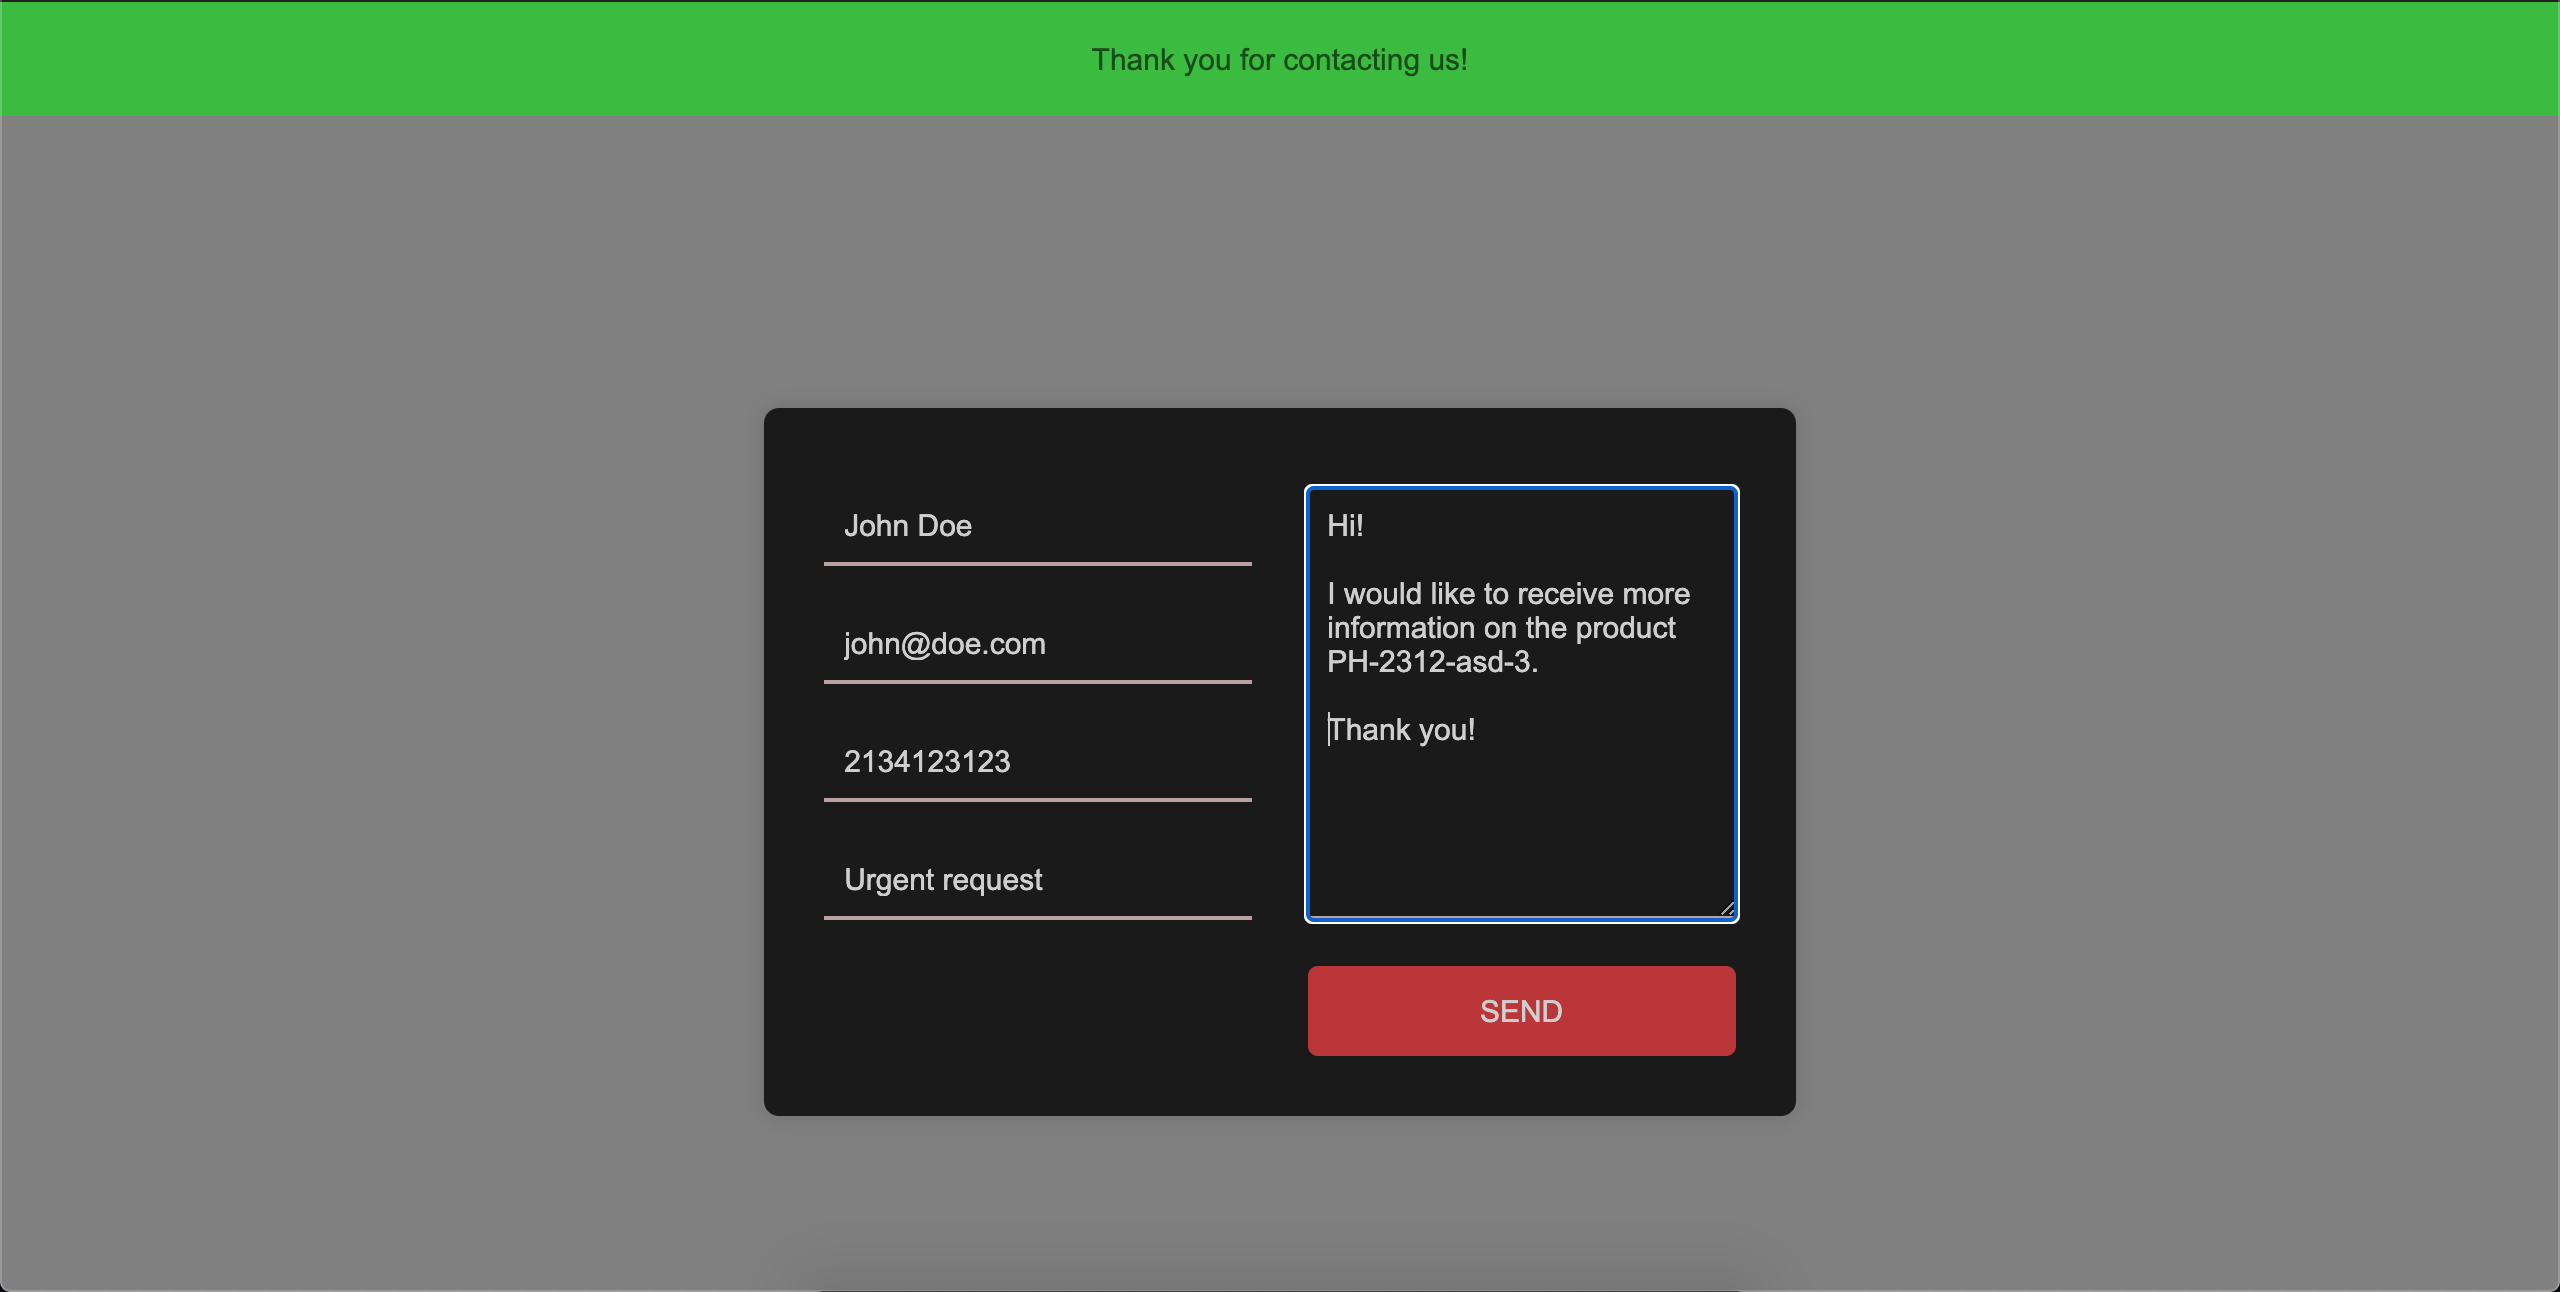 Thank you for contacting us!
John Doe
john@doe.com
2134123123
Urgent request
Hi!
I would like to receive more
information on the product
PH-2312-asd-3.
Thank you!
SEND